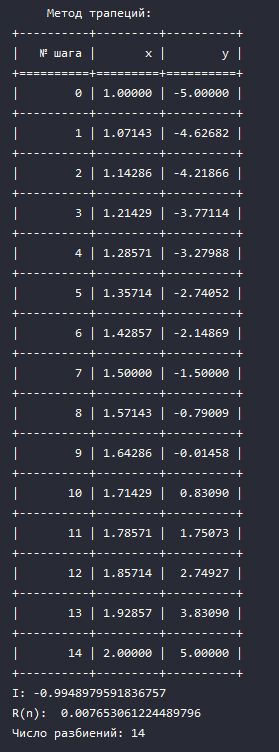 Метод трапеций:
+----------+---------+----------+
|   № шага |       x |        y |
+==========+=========+==========+
|        0 | 1.00000 | -5.00000 |
+----------+---------+----------+
|        1 | 1.07143 | -4.62682 |
+----------+---------+----------+
|        2 | 1.14286 | -4.21866 |
+----------+---------+----------+
|        3 | 1.21429 | -3.77114 |
+----------+---------+----------+
|        4 | 1.28571 | -3.27988 |
+----------+---------+----------+
|        5 | 1.35714 | -2.74052 |
+----------+---------+----------+
|        6 | 1.42857 | -2.14869 |
+----------+---------+----------+
|        7 | 1.50000 | -1.50000 |
+----------+---------+----------+
|        8 | 1.57143 | -0.79009 |
+----------+---------+----------+
|        9 | 1.64286 | -0.01458 |
+----------+---------+----------+
|       10 | 1.71429 |  0.83090 |
+----------+---------+----------+
|       11 | 1.78571 |  1.75073 |
+----------+---------+----------+
|       12 | 1.85714 |  2.74927 |
+----------+---------+----------+
|       13 | 1.92857 |  3.83090 |
+----------+---------+----------+
|       14 | 2.00000 |  5.00000 |
+----------+---------+----------+
I: -0.9948979591836757
R(n):  0.007653061224489796
Число разбиений: 14